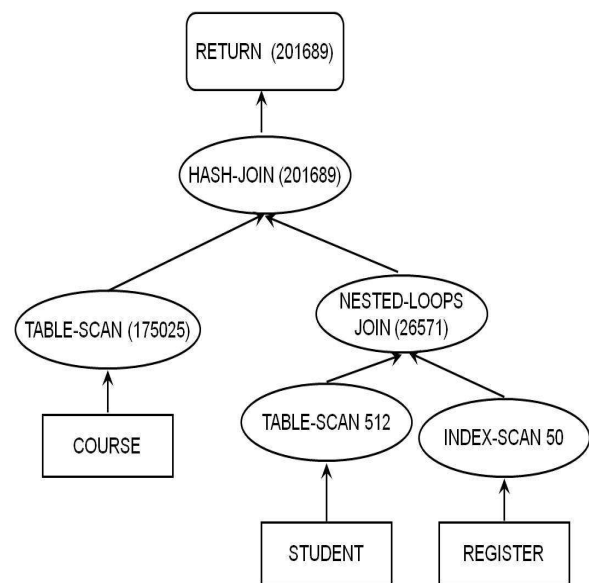 RETURN (201689)
HASH-JOIN (201689)
TABLE-SCAN (175025)
NESTED-LOOPS
JOIN (26571)
TABLE-SCAN 512
INDEX-SCAN 50
COURSE
STUDENT
REGISTER